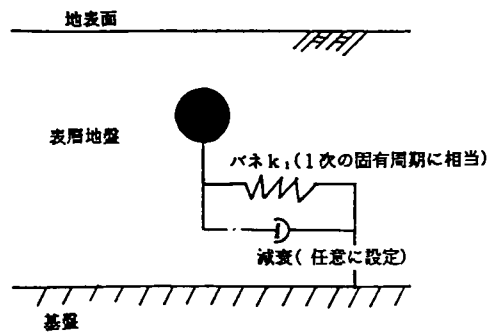 地表面
表層地盤
バネk₁(1次の固有周期に相当)
減衰(任意に設定)
基盤